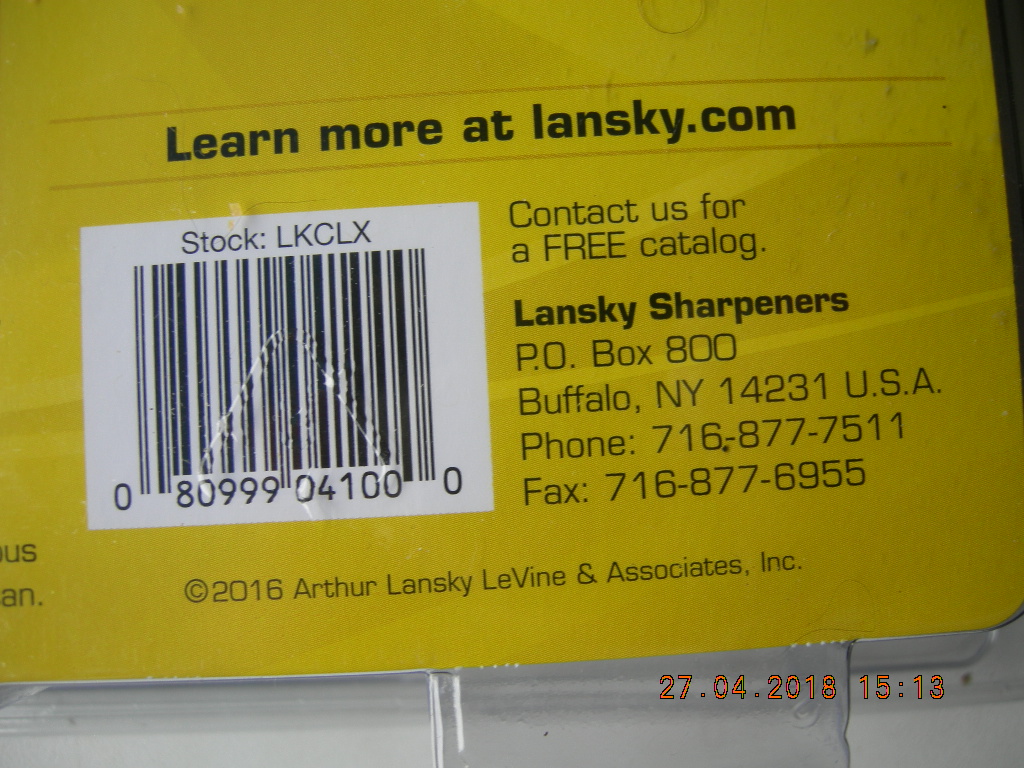 Learn more at lansky.com
Stock: LKCLX
0 80999 04100 0
Contact us for
a FREE catalog.
Lansky Sharpeners
P.O. Box 800
Buffalo, NY 14231 U.S.A.
Phone: 716-877-7511
Fax: 716-877-6955
an.
©2016 Arthur Lansky LeVine & Associates, Inc.
27.04.2018 15:13